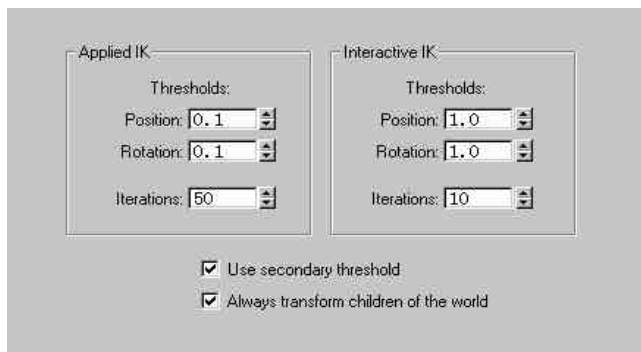 Applied IK
Thresholds:
Position: 0.1
Rotation: 0.1
Iterations: 50
Interactive IK
Thresholds:
Position: 1.0
Rotation: 1.0
Iterations: 10
Use secondary threshold
Always transform children of the world